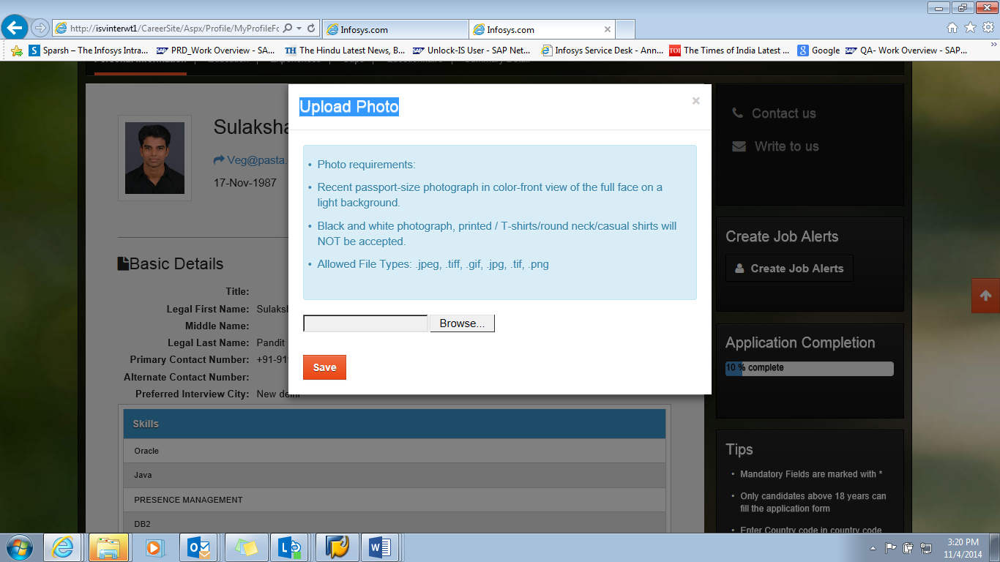 http://isvinterwt1/CareerSite/Aspx/Profile/MyProfileFo
Infosys.com
Infosys.com
Sparsh – The Infosys Intra...
PRD_Work Overview - SA...
TH The Hindu Latest News, B...
Unlock-IS User - SAP Net...
Infosys Service Desk - Ann...
TOI The Times of India Latest ...
Google
QA- Work Overview - SAP...
Upload Photo
×
Photo requirements:
Recent passport-size photograph in color-front view of the full face on a
light background.
Black and white photograph, printed / T-shirts/round neck/casual shirts will
NOT be accepted.
Allowed File Types: .jpeg, .tiff, .gif, .jpg, .tif, .png
Browse...
Save
Sulaksha
Veg@pasta.
17-Nov-1987
Basic Details
Title:
Legal First Name: Sulaksh
Middle Name:
Legal Last Name: Pandit
Primary Contact Number: +91-919
Alternate Contact Number:
Preferred Interview City: New delhi
Skills
Oracle
Java
PRESENCE MANAGEMENT
DB2
Contact us
Write to us
Create Job Alerts
Create Job Alerts
Application Completion
10 % complete
Tips
• Mandatory Fields are marked with *
• Only candidates above 18 years can
fill the application form
• Enter Country code in country code
3:20 PM
11/4/2014